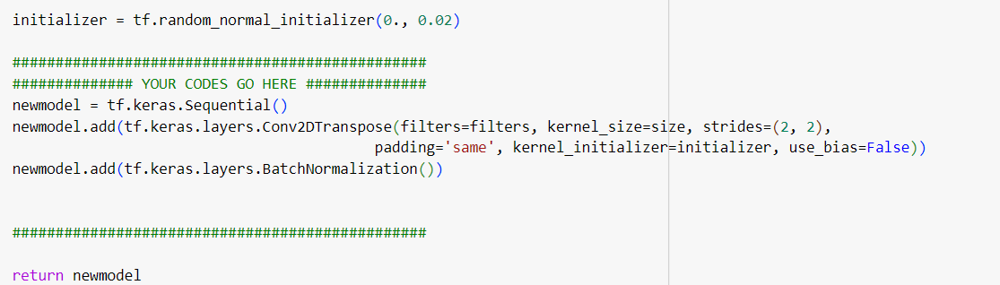 initializer = tf.random_normal_initializer(0., 0.02)
################################################
############## YOUR CODES GO HERE ##############
newmodel = tf.keras.Sequential()
newmodel.add(tf.keras.layers.Conv2DTranspose(filters=filters, kernel_size=size, strides=(2, 2),
padding='same', kernel_initializer=initializer, use_bias=False))
newmodel.add(tf.keras.layers.BatchNormalization())
################################################
return newmodel